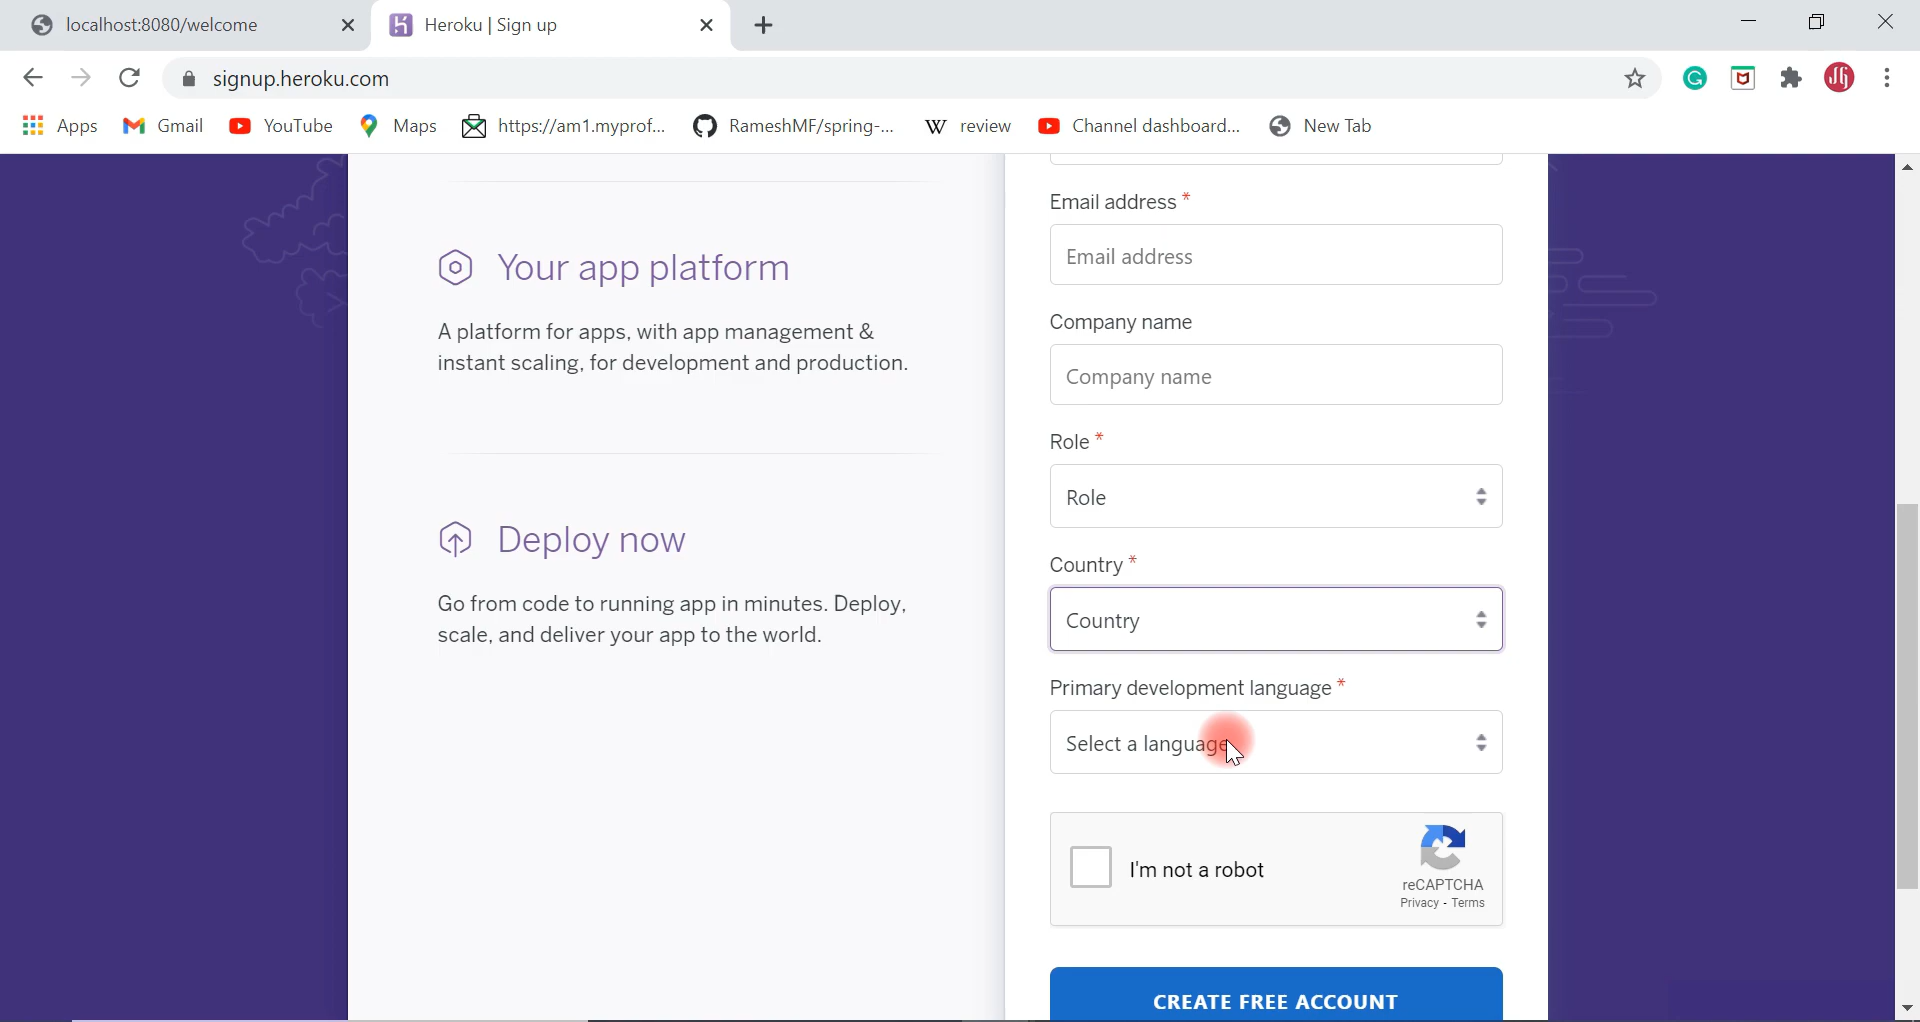 localhost:8080/welcome
Heroku | Sign up
signup.heroku.com
Apps
Gmail
YouTube
Maps
https://am1.myprof...
RameshMF/spring-...
W review
Channel dashboard...
New Tab
Your app platform
A platform for apps, with app management &
instant scaling, for development and production.
Deploy now
Go from code to running app in minutes. Deploy,
scale, and deliver your app to the world.
Email address *
Email address
Company name
Company name
Role *
Role
Country *
Country
Primary development language *
Select a language
I'm not a robot
reCAPTCHA
Privacy - Terms
CREATE FREE ACCOUNT